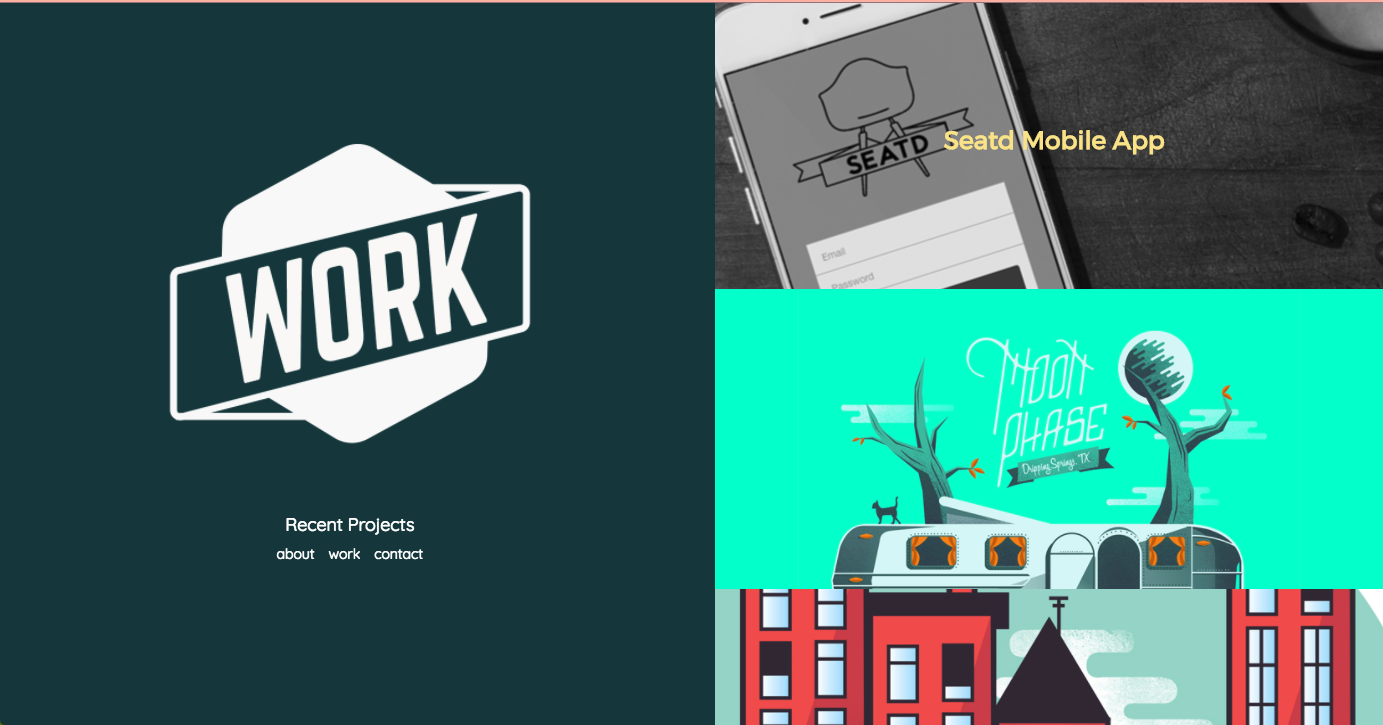 WORK
Recent Projects
about work contact
SEATD
Seatd Mobile App
Email
Password
Moon
Phase
Dripping Springs, TX